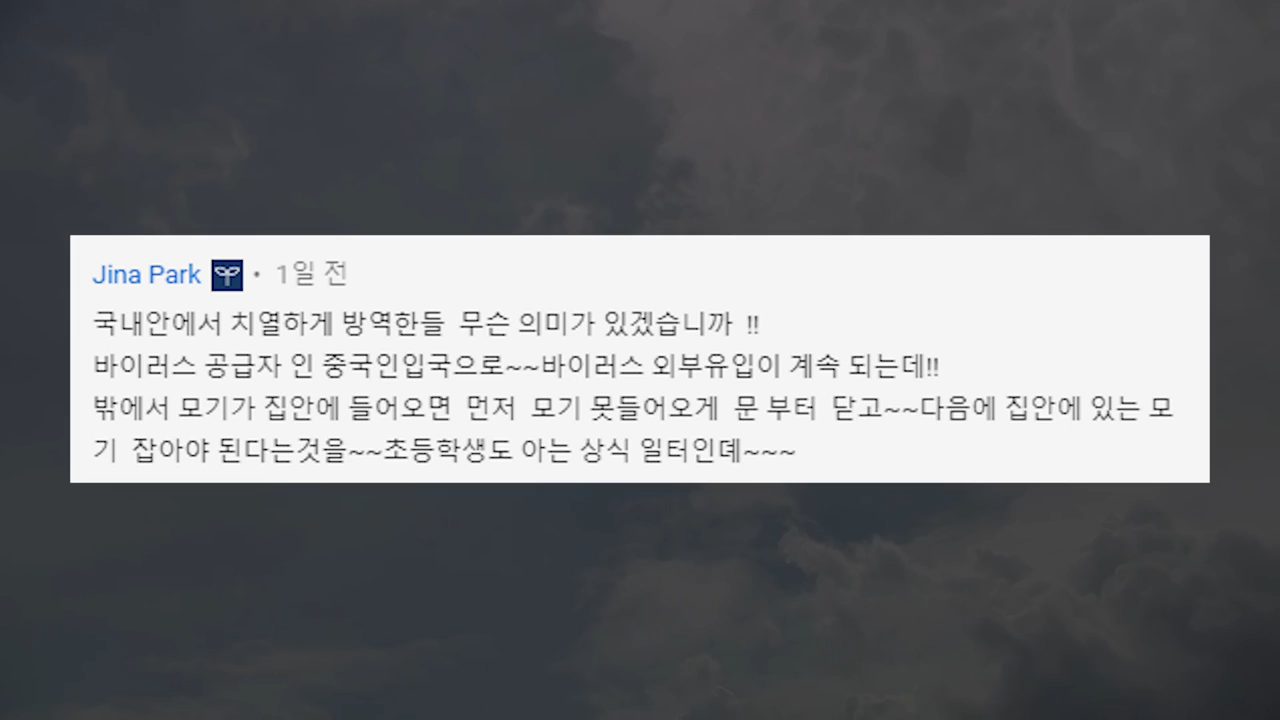 Jina Park • 1일 전
국내안에서 치열하게 방역한들 무슨 의미가 있겠습니까 !!
바이러스 공급자 인 중국인입국으로~~바이러스 외부유입이 계속 되는데!!
밖에서 모기가 집안에 들어오면 먼저 모기 못들어오게 문 부터 닫고~~다음에 집안에 있는 모
기 잡아야 된다는것을~~초등학생도 아는 상식 일터인데~~~